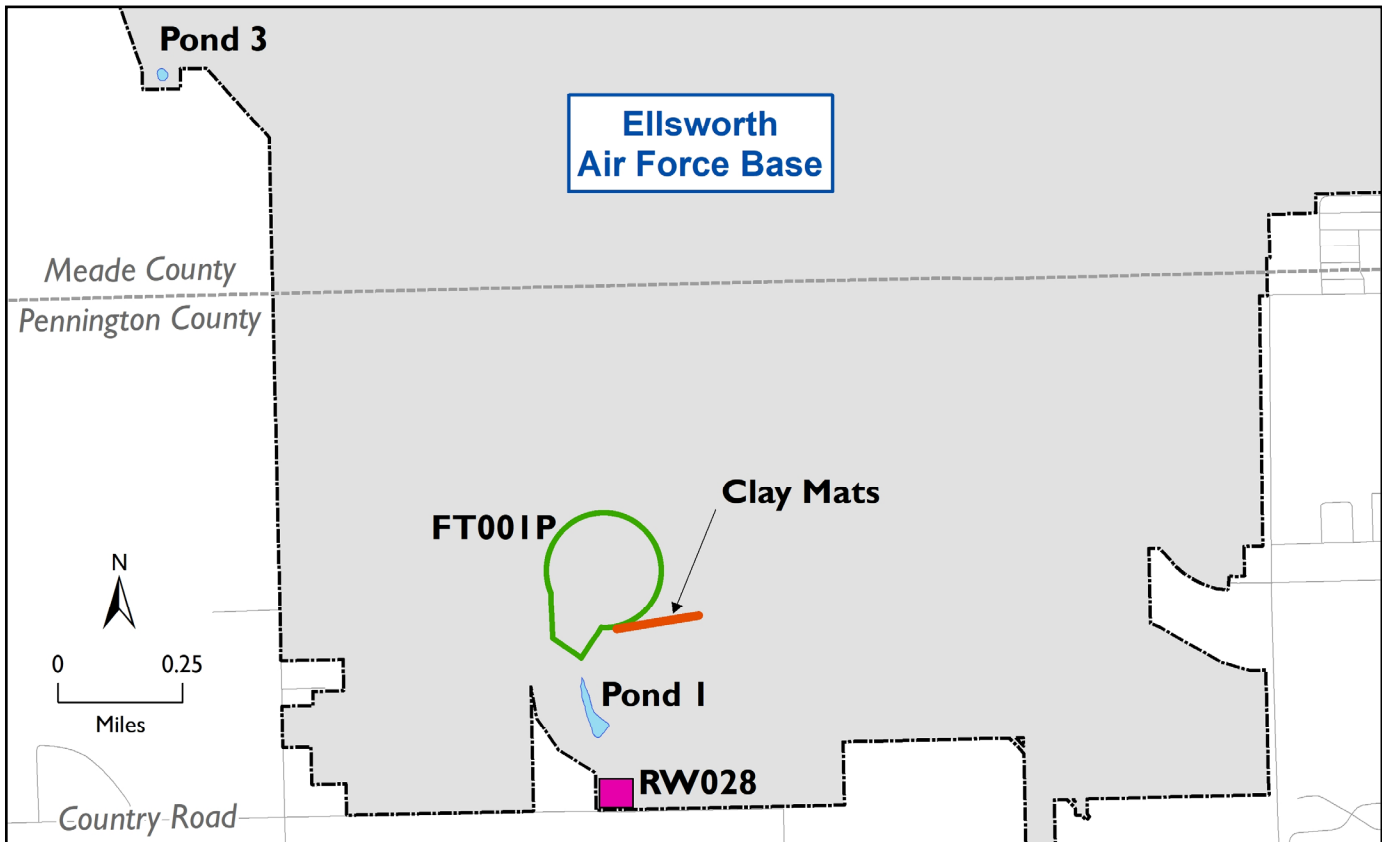 Pond 3
Ellsworth
Air Force Base
Meade County
Pennington County
Clay Mats
FT001P
N
0 0.25
Miles
Pond 1
RW028
Country Road